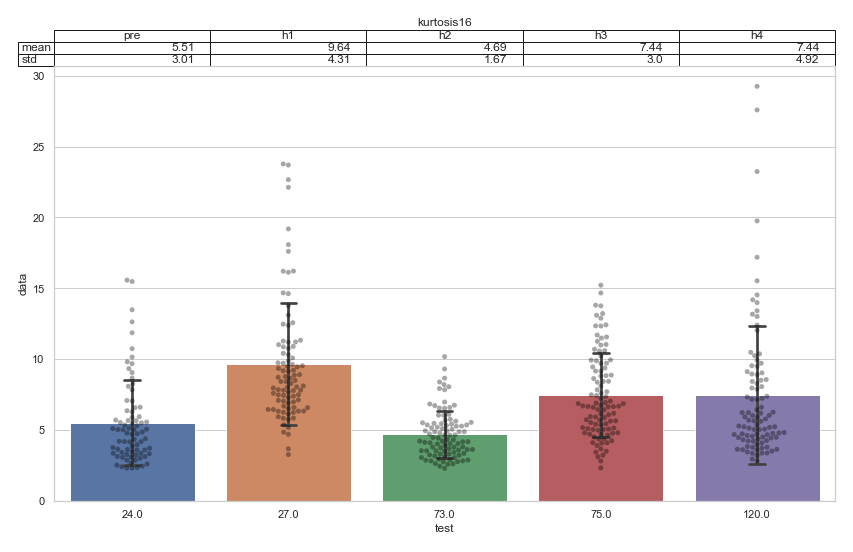 kurtosis16
pre h1 h2 h3 h4
mean 5.51 9.64 4.69 7.44 7.44
std 3.01 4.31 1.67 3.0 4.92
30
25
20
15
10
5
0
data
24.0 27.0 73.0 75.0 120.0
test